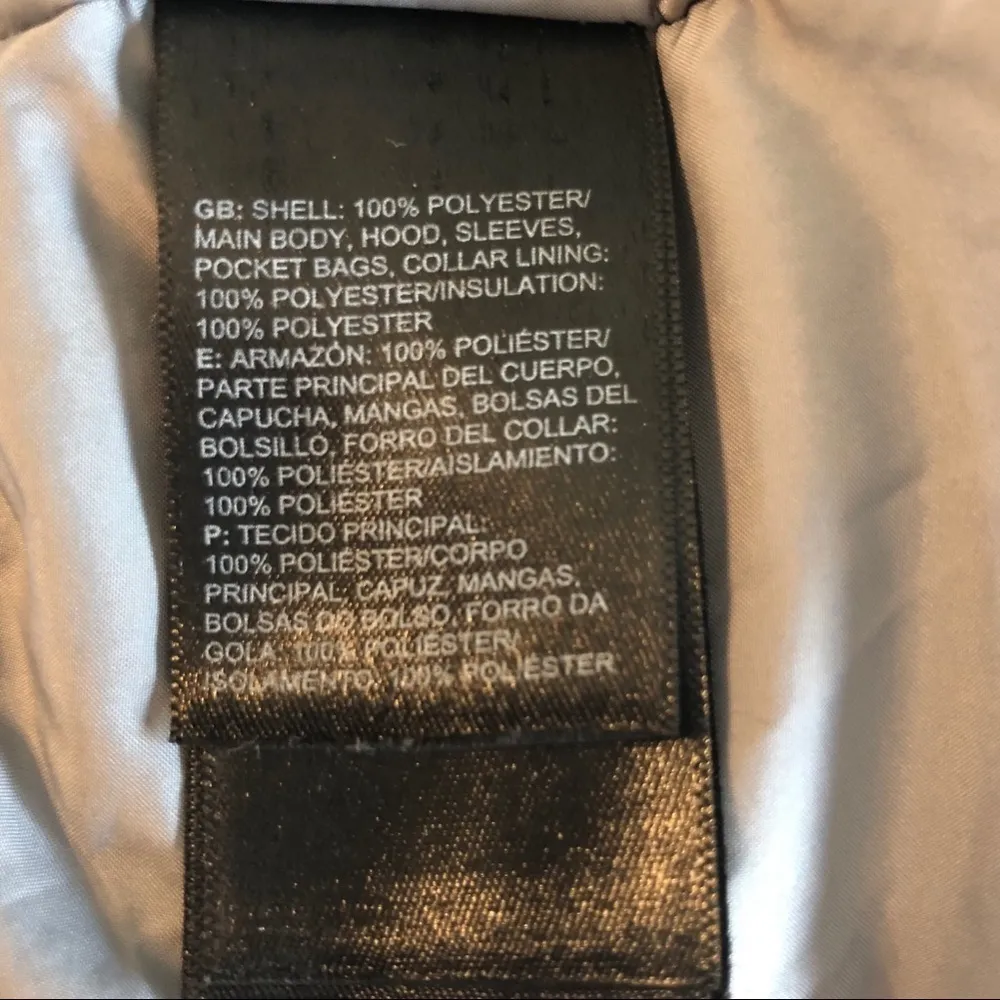 GB: SHELL: 100% POLYESTER/
MAIN BODY, HOOD, SLEEVES,
POCKET BAGS, COLLAR LINING:
100% POLYESTER/INSULATION:
100% POLYESTER
E: ARMAZÓN: 100% POLIÉSTER/
PARTE PRINCIPAL DEL CUERPO,
CAPUCHA, MANGAS, BOLSAS DEL
BOLSILLO, FORRO DEL COLLAR:
100% POLIÉSTER/AISLAMIENTO:
100% POLIÉSTER
P: TECIDO PRINCIPAL:
100% POLIÉSTER/CORPO
PRINCIPAL, CAPUZ, MANGAS,
BOLSAS DO BOLSO, FORRO DA
GOLA: 100% POLIÉSTER/
ISOLAMENTO: 100% POLIÉSTER